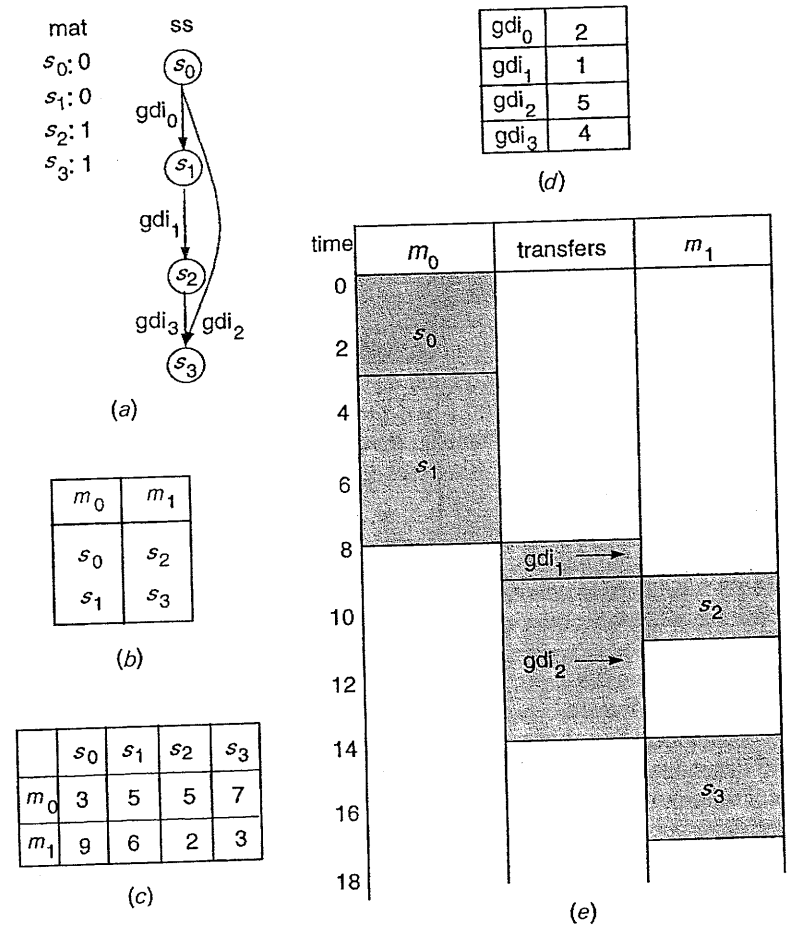 mat ss
s0: 0
s1: 0
s2: 1
s3: 1
s0
gdi0
s1
gdi1
s2
gdi3 gdi2
s3
(a)
m0 m1
s0 s2
s1 s3
(b)
s0 s1 s2 s3
m0 3 5 5 7
m1 9 6 2 3
(c)
gdi0 2
gdi1 1
gdi2 5
gdi3 4
(d)
time m0 transfers m1
0
2 s0
4
s1
6
8
gdi1
10 s2
gdi2
12
14
s3
16
18
(e)